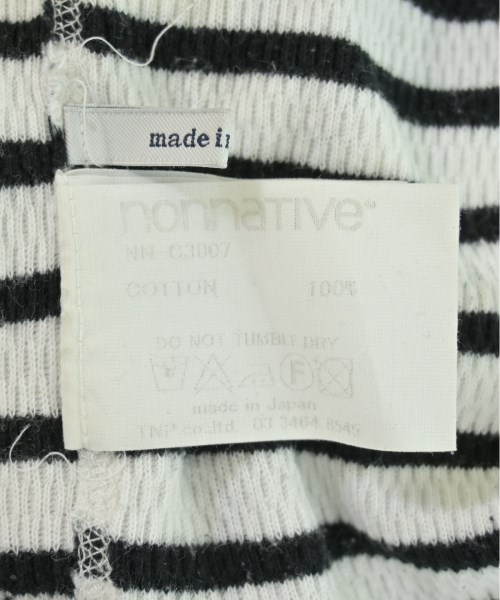 made in
nonnative®
NN-C3007
COTTON 100%
DO NOT TUMBLE DRY
F
made in Japan
TNP co.ltd 03 3464 8545